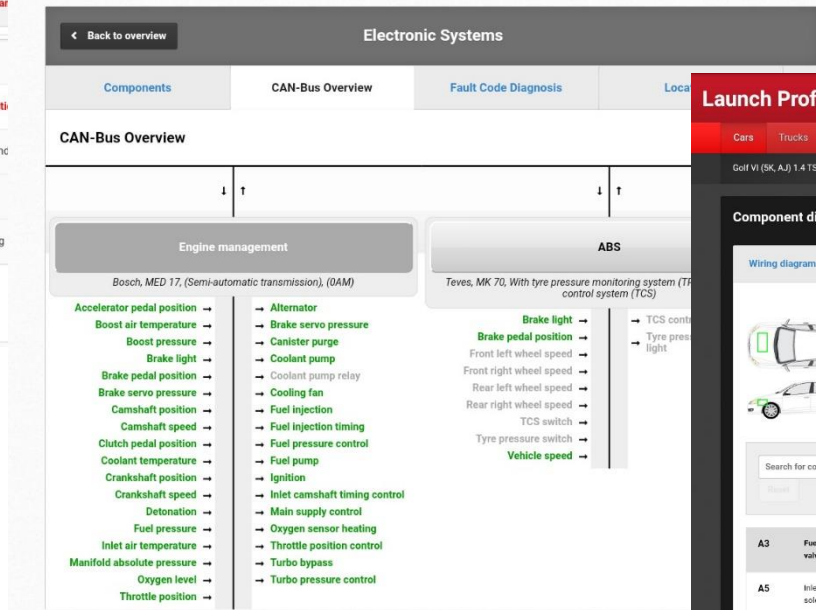 Back to overview
Electronic Systems
Components
CAN-Bus Overview
Fault Code Diagnosis
CAN-Bus Overview
Engine management
Bosch, MED 17, (Semi-automatic transmission), (0AM)
Accelerator pedal position → → Alternator
Boost air temperature → → Brake servo pressure
Boost pressure → → Canister purge
Brake light → → Coolant pump
Brake pedal position → → Coolant pump relay
Brake servo pressure → → Cooling fan
Camshaft position → → Fuel injection
Camshaft speed → → Fuel injection timing
Clutch pedal position → → Fuel pressure control
Coolant temperature → → Fuel pump
Crankshaft position → → Ignition
Crankshaft speed → → Inlet camshaft timing control
Detonation → → Main supply control
Fuel pressure → → Oxygen sensor heating
Inlet air temperature → → Throttle position control
Manifold absolute pressure → → Turbo bypass
Oxygen level → → Turbo pressure control
Throttle position →
ABS
Teves, MK 70, With tyre pressure monitoring system
control system (TCS)
Brake light → → TCS
Brake pedal position → → Tyre
light
Front left wheel speed →
Front right wheel speed →
Rear left wheel speed →
Rear right wheel speed →
TCS switch →
Tyre pressure switch →
Vehicle speed →
Launch
Cars Trucks
Golf VI (5K, AJ) 1.4
Component
Wiring diagram
Search for
Reset
A3
A5